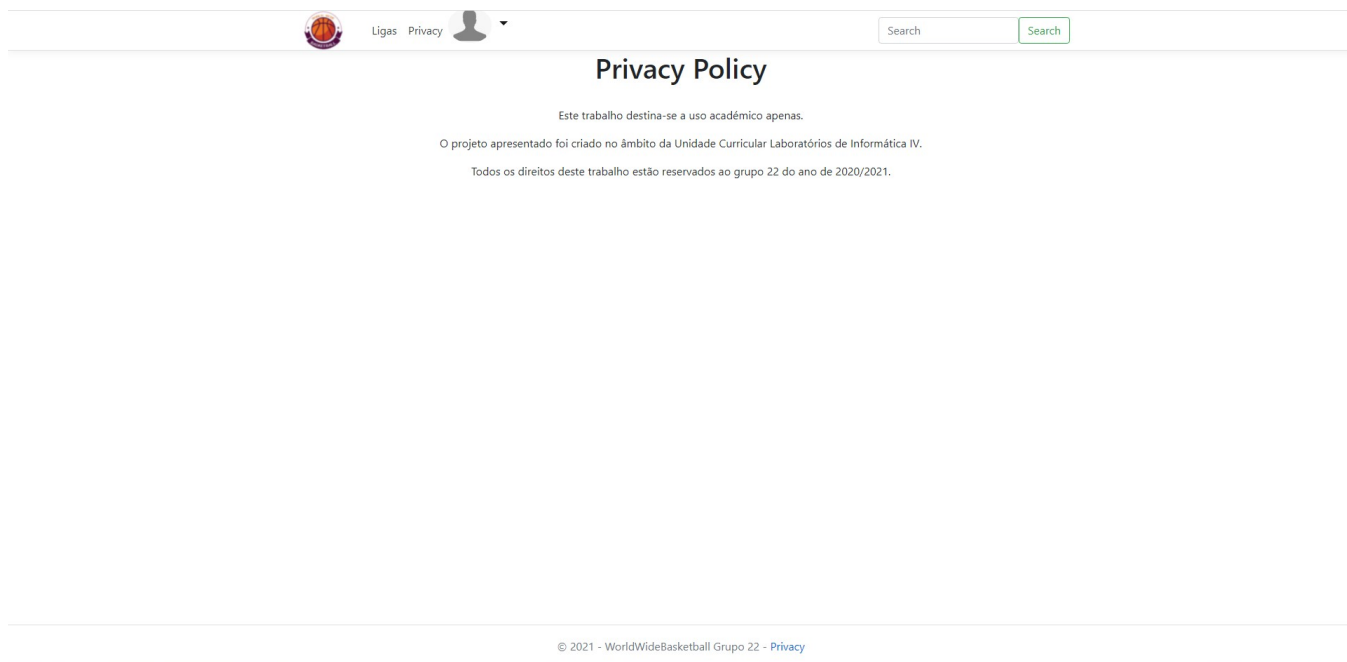 Ligas Privacy Search Search
Privacy Policy
Este trabalho destina-se a uso académico apenas.
O projeto apresentado foi criado no âmbito da Unidade Curricular Laboratórios de Informática IV.
Todos os direitos deste trabalho estão reservados ao grupo 22 do ano de 2020/2021.
© 2021 - WorldWideBasketball Grupo 22 - Privacy